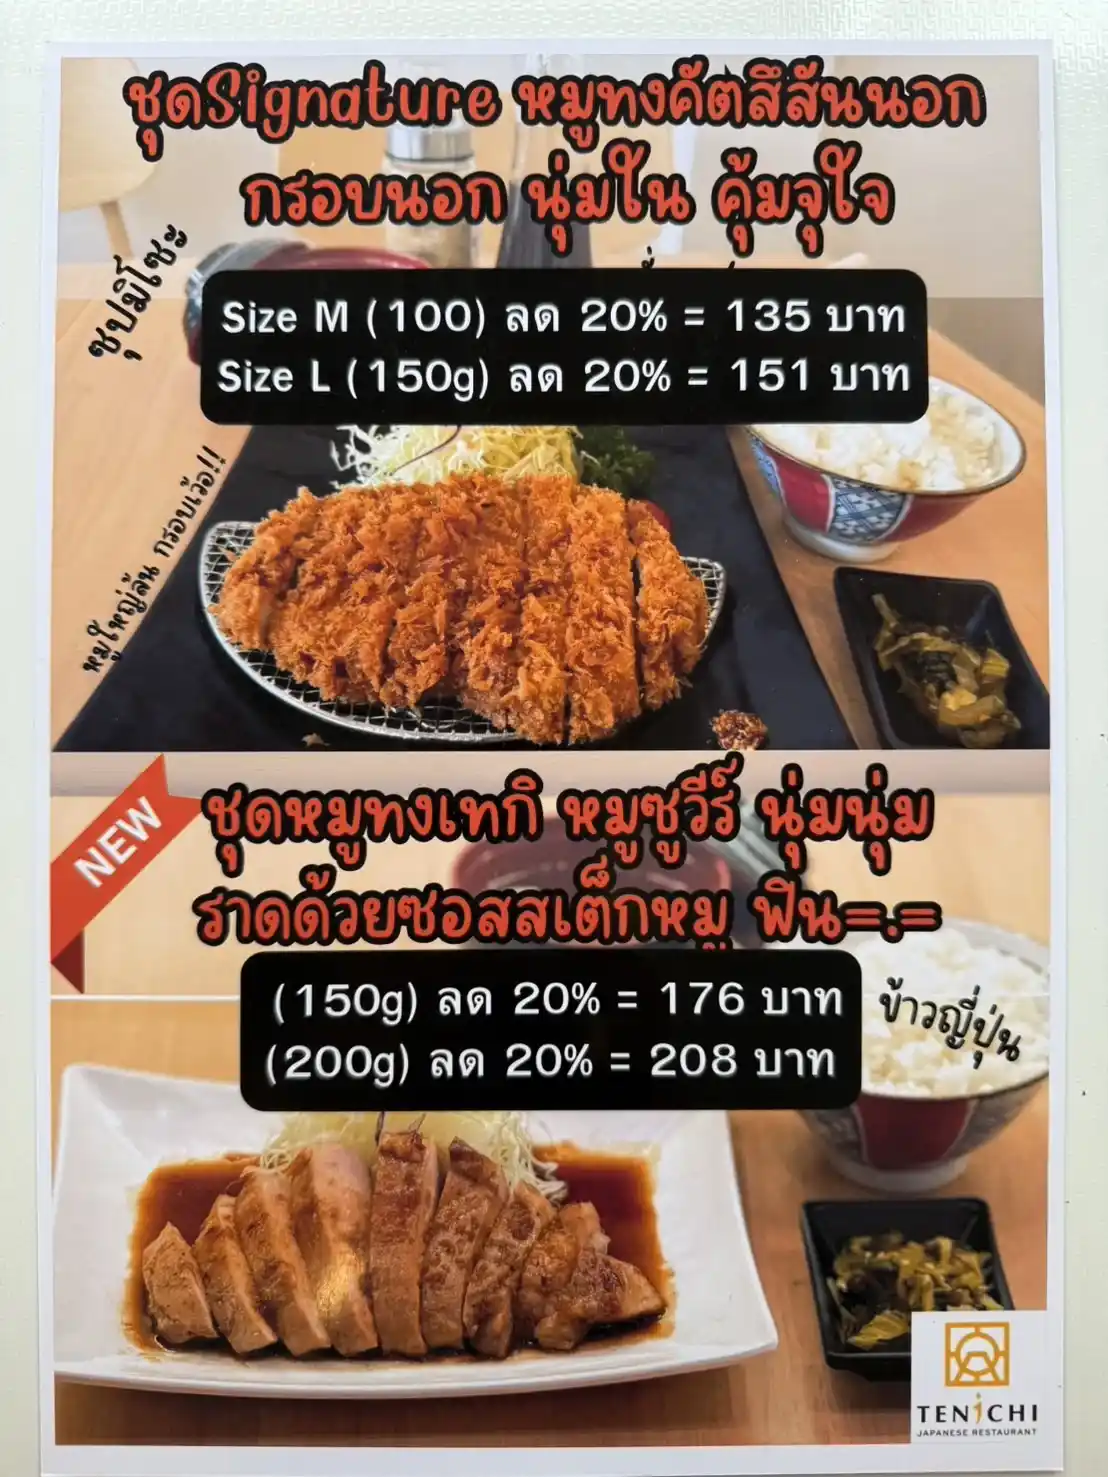 ชุดSignature หมูทงคัตสึสันนอก
กรอบนอก นุ่มใน คุ้มจุใจ
ซุปมิโซะ
Size M (100) ลด 20% = 135 บาท
Size L (150g) ลด 20% = 151 บาท
หมูใหญ่ล้น กรอบเว้อ!!
NEW
ชุดหมูทงเทกิ หมูซูวีร์ นุ่มนุ่ม
ราดด้วยซอสสเต็กหมู ฟิน=.=
(150g) ลด 20% = 176 บาท
(200g) ลด 20% = 208 บาท
ข้าวญี่ปุ่น
TENiCHI
JAPANESE RESTAURANT